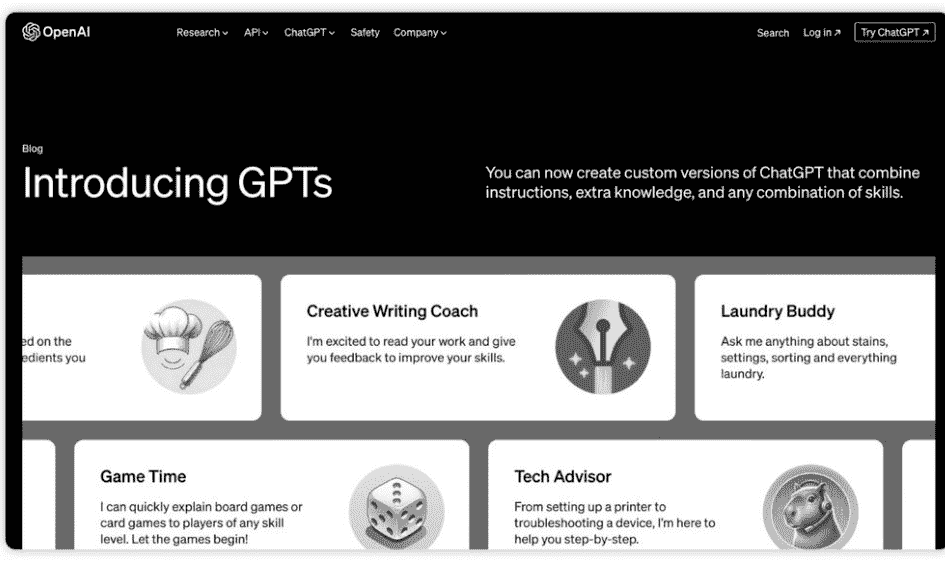 OpenAI
Research API ChatGPT Safety Company
Search Log in ↗ Try ChatGPT ↗
Blog
Introducing GPTs
You can now create custom versions of ChatGPT that combine
instructions, extra knowledge, and any combination of skills.
ed on the
edients you
Creative Writing Coach
I'm excited to read your work and give
you feedback to improve your skills.
Laundry Buddy
Ask me anything about stains,
settings, sorting and everything
laundry.
Game Time
I can quickly explain board games or
card games to players of any skill
level. Let the games begin!
Tech Advisor
From setting up a printer to
troubleshooting a device, I'm here to
help you step-by-step.